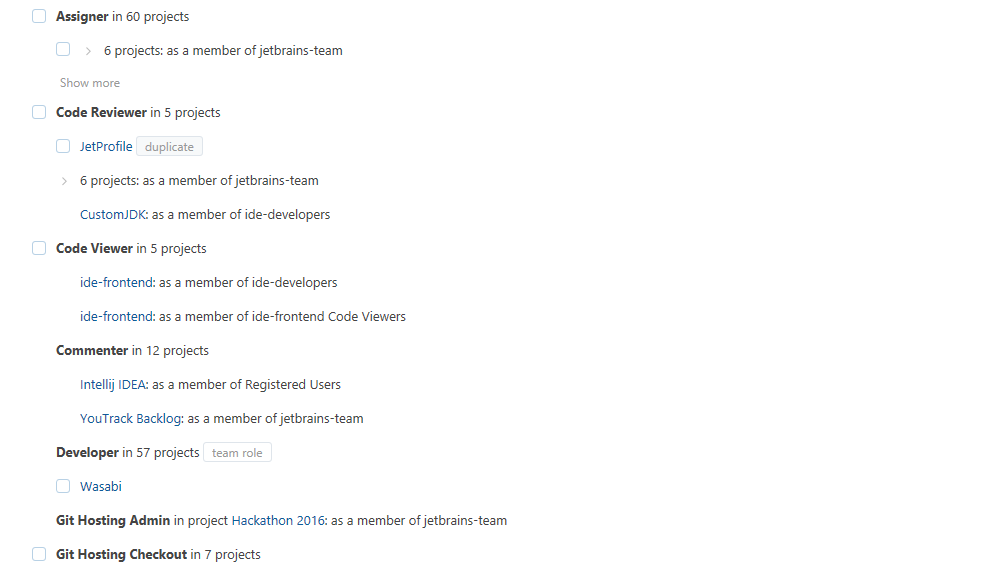 Assigner in 60 projects
6 projects: as a member of jetbrains-team
Show more
Code Reviewer in 5 projects
JetProfile duplicate
6 projects: as a member of jetbrains-team
CustomJDK: as a member of ide-developers
Code Viewer in 5 projects
ide-frontend: as a member of ide-developers
ide-frontend: as a member of ide-frontend Code Viewers
Commenter in 12 projects
Intellij IDEA: as a member of Registered Users
YouTrack Backlog: as a member of jetbrains-team
Developer in 57 projects team role
Wasabi
Git Hosting Admin in project Hackathon 2016: as a member of jetbrains-team
Git Hosting Checkout in 7 projects